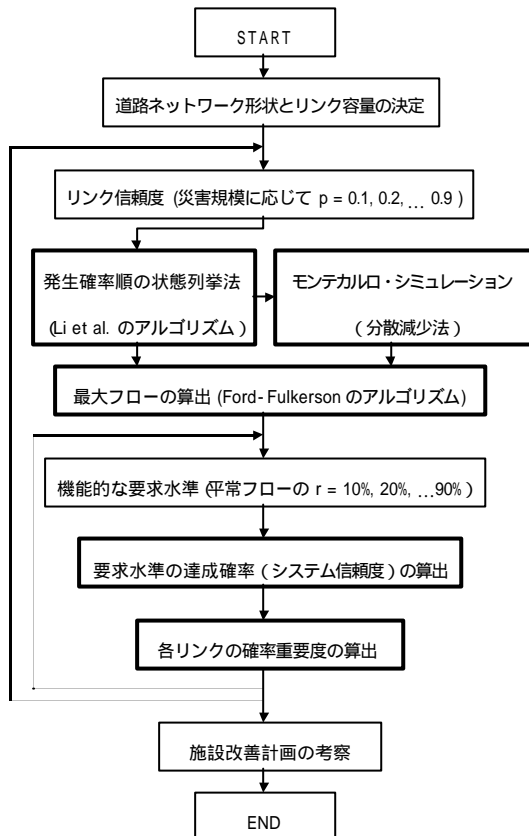 START
道路ネットワーク形状とリンク容量の決定
リンク信頼度 (災害規模に応じて p = 0.1, 0.2, ... 0.9 )
発生確率順の状態列挙法
(Li et al. のアルゴリズム )
モンテカルロ・シミュレーション
( 分散減少法 )
最大フローの算出 (Ford- Fulkerson のアルゴリズム)
機能的な要求水準 (平常フローの r = 10%, 20%, ...90% )
要求水準の達成確率 ( システム信頼度 ) の算出
各リンクの確率重要度の算出
施設改善計画の考察
END